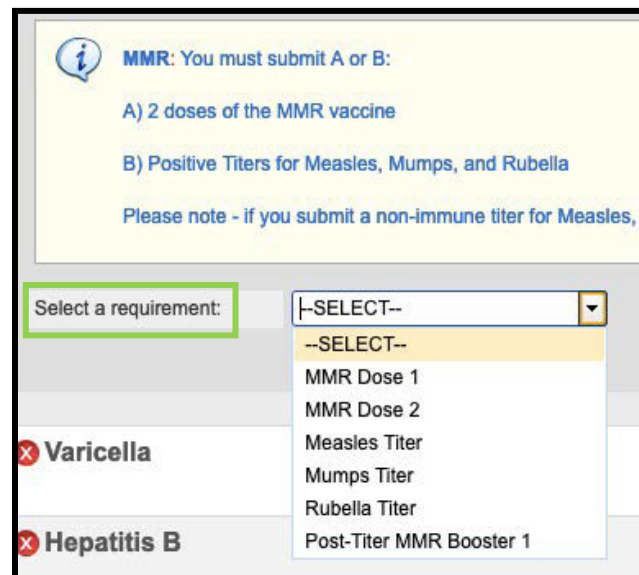 MMR: You must submit A or B:
A) 2 doses of the MMR vaccine
B) Positive Titers for Measles, Mumps, and Rubella
Please note - if you submit a non-immune titer for Measles,
Select a requirement:
--SELECT--
--SELECT--
MMR Dose 1
MMR Dose 2
Measles Titer
Mumps Titer
Rubella Titer
Post-Titer MMR Booster 1
Varicella
Hepatitis B